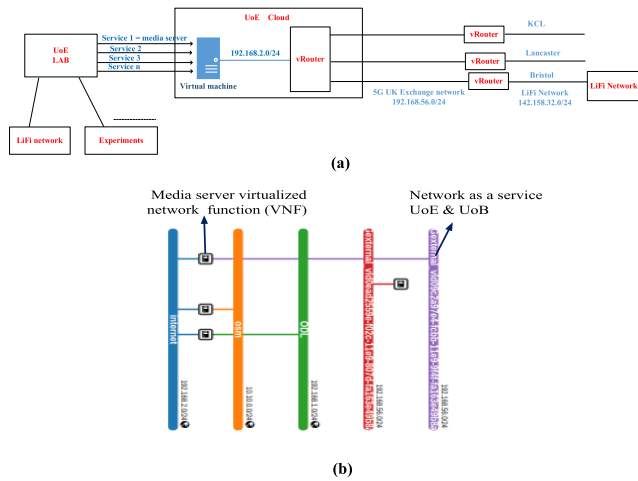 UoE Cloud
KCL
Service 1 = media server
vRouter
UoE
LAB
Service 2
192.168.2.0/24
Lancaster
Service 3
vRouter
vRouter
Service n
Bristol
vRouter
Virtual machine
5G UK Exchange network
192.168.56.0/24
LiFi Network
142.158.32.0/24
LiFi Network
LiFi network
Experiments
(a)
Media server virtualized
network function (VNF)
Network as a service
UoE & UoB
internet
192.168.2.0/24
osm
10.10.0.0/24
ODL
192.168.1.0/24
192.168.56.0/24
192.168.56.0/24
(b)